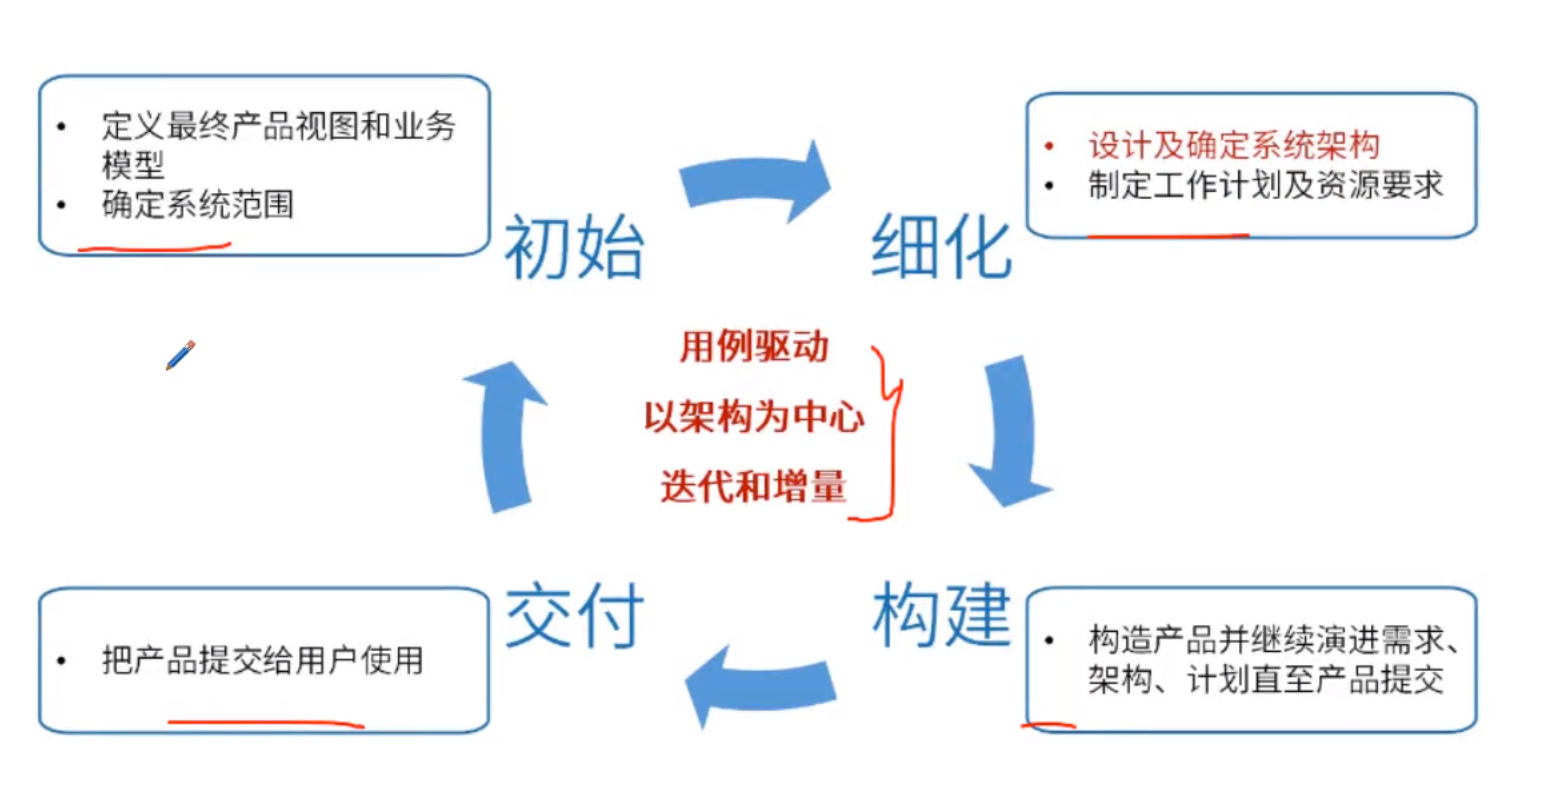 • 定义最终产品视图和业务
模型
• 确定系统范围
初始
细化
• 设计及确定系统架构
• 制定工作计划及资源要求
用例驱动
以架构为中心
迭代和增量
交付
• 把产品提交给用户使用
构建
• 构造产品并继续演进需求、
架构、计划直至产品提交